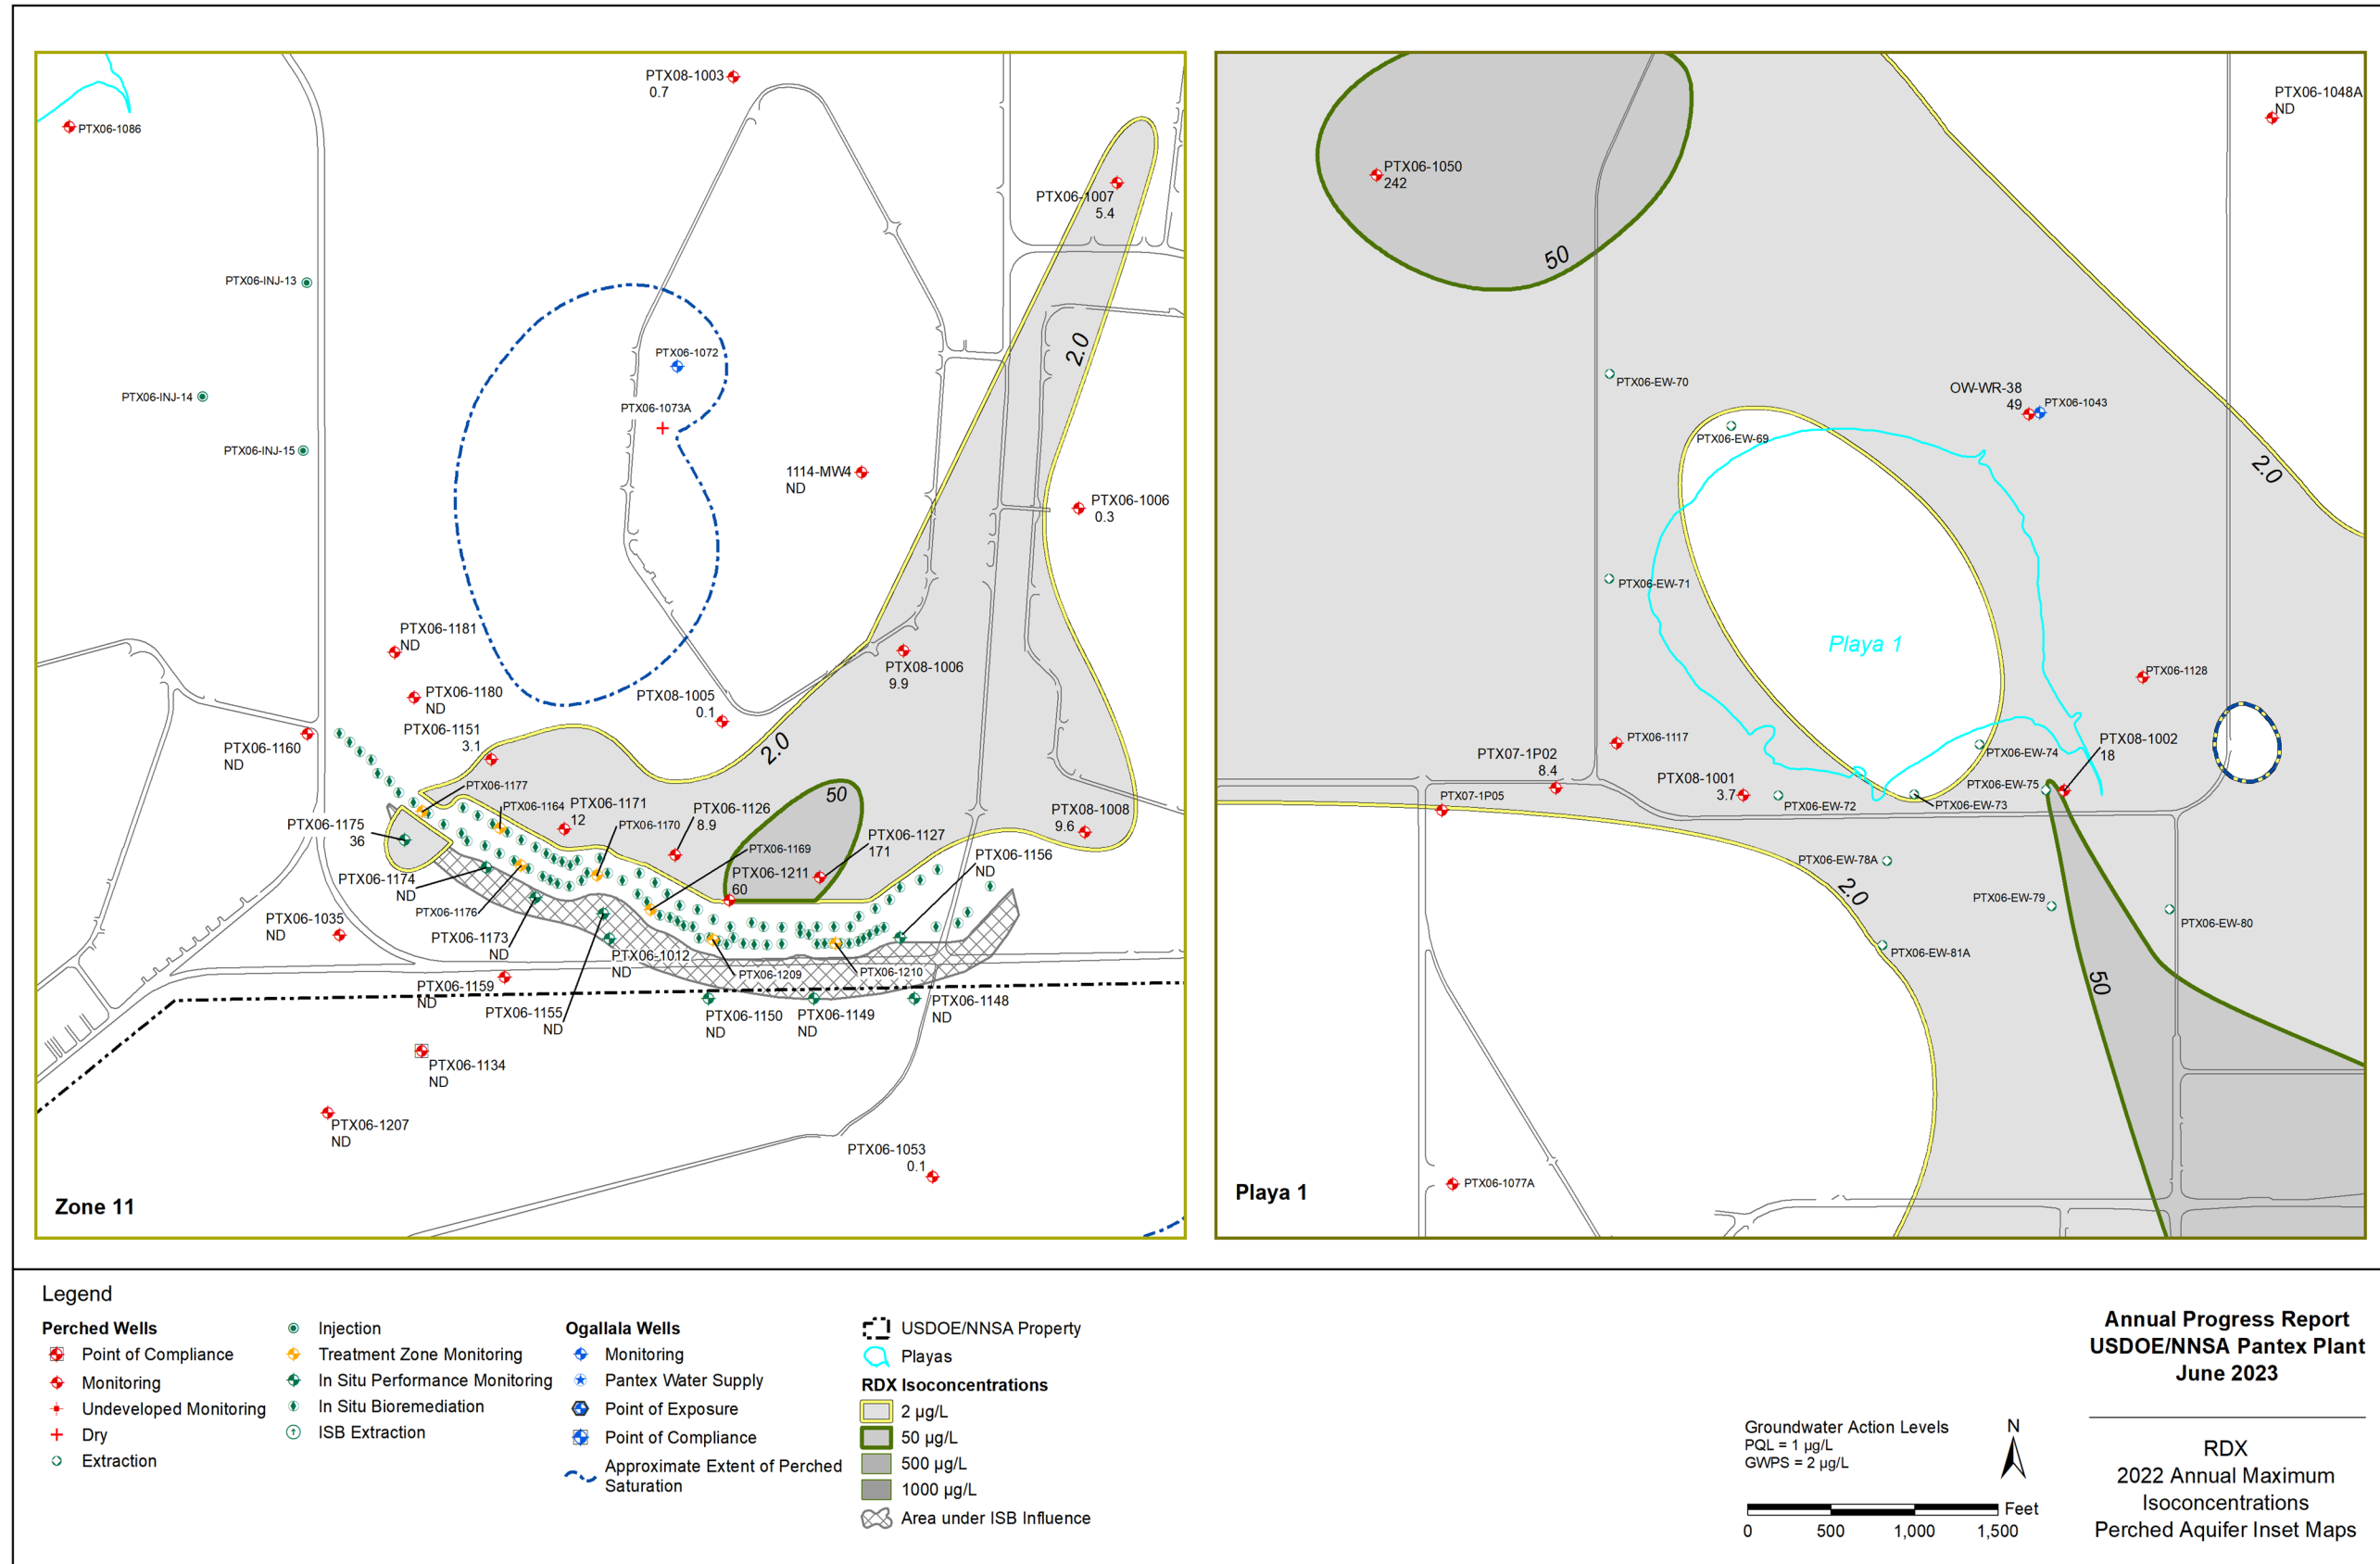 PTX08-1003
0.7
PTX06-1086
PTX06-1007
5.4
PTX06-INJ-13
PTX06-1072
PTX06-INJ-14
PTX06-1073A
2.0
PTX06-INJ-15
1114-MW4
ND
PTX06-1006
0.3
PTX06-1181
ND
PTX06-1180
ND
PTX08-1005
0.1
PTX08-1006
9.9
PTX06-1151
3.1
PTX06-1160
ND
2.0
PTX06-1177
PTX06-1164
PTX06-1171
12
PTX06-1170
PTX06-1126
8.9
50
PTX08-1008
9.6
PTX06-1175
36
PTX06-1127
171
PTX06-1169
PTX06-1156
ND
PTX06-1174
ND
PTX06-1211
60
PTX06-1176
PTX06-1035
ND
PTX06-1173
ND
PTX06-1012
ND
PTX06-1209
PTX06-1210
PTX06-1159
ND
PTX06-1155
ND
PTX06-1150
ND
PTX06-1149
ND
PTX06-1148
ND
PTX06-1134
ND
PTX06-1207
ND
PTX06-1053
0.1
Zone 11
PTX06-1048A
ND
PTX06-1050
242
50
PTX06-EW-70
OW-WR-38
49
PTX06-1043
PTX06-EW-69
2.0
PTX06-EW-71
Playa 1
PTX06-1128
PTX06-1117
PTX08-1002
18
PTX07-1P02
8.4
PTX06-EW-74
PTX08-1001
3.7
PTX06-EW-75
PTX07-1P05
PTX06-EW-72
PTX06-EW-73
PTX06-EW-78A
2.0
PTX06-EW-79
PTX06-EW-80
PTX06-EW-81A
50
PTX06-1077A
Playa 1
Legend
Perched Wells
Point of Compliance
Monitoring
Undeveloped Monitoring
Dry
Extraction
Injection
Treatment Zone Monitoring
In Situ Performance Monitoring
In Situ Bioremediation
ISB Extraction
Ogallala Wells
Monitoring
Pantex Water Supply
Point of Exposure
Point of Compliance
Approximate Extent of Perched
Saturation
USDOE/NNSA Property
Playas
RDX Isoconcentrations
2 µg/L
50 µg/L
500 µg/L
1000 µg/L
Area under ISB Influence
Groundwater Action Levels
PQL = 1 µg/L
GWPS = 2 µg/L
N
Feet
0 500 1,000 1,500
Annual Progress Report
USDOE/NNSA Pantex Plant
June 2023
RDX
2022 Annual Maximum
Isoconcentrations
Perched Aquifer Inset Maps